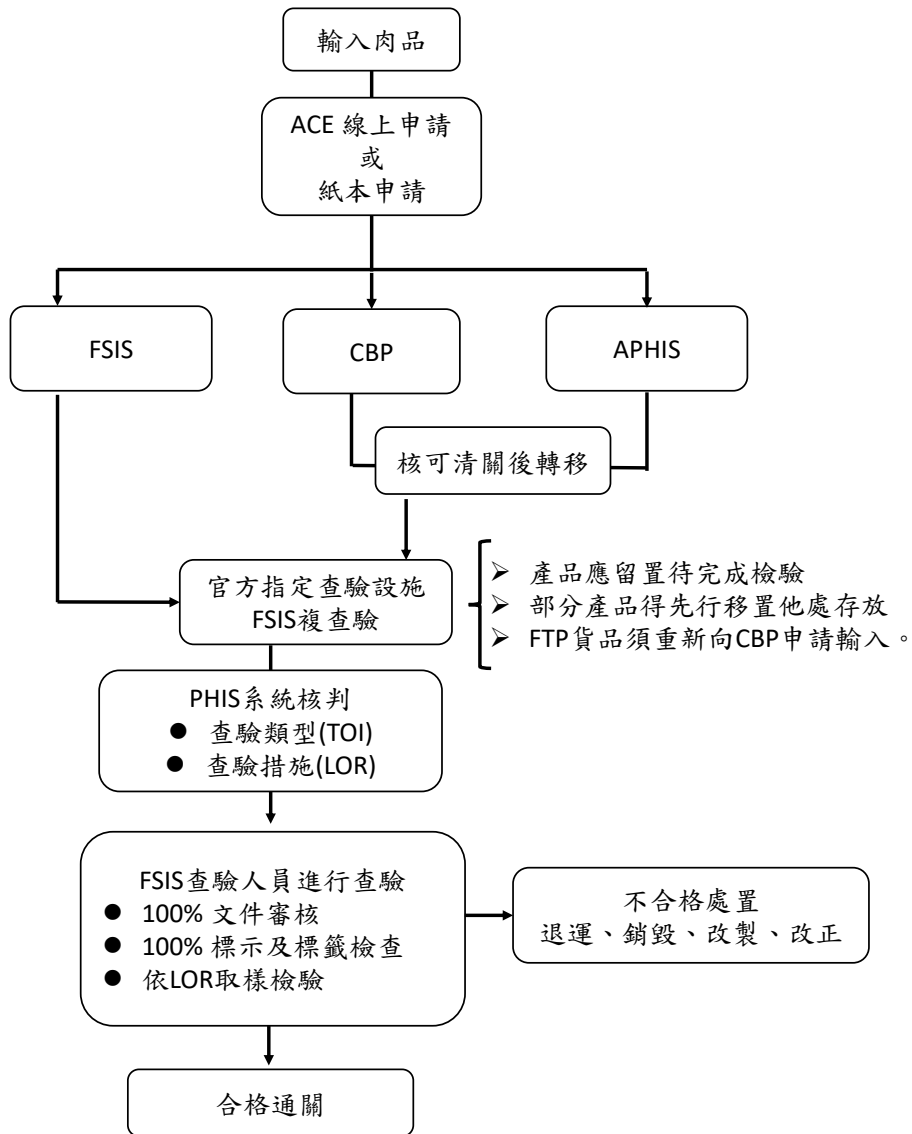 輸入肉品
ACE 線上申請
或
紙本申請
FSIS
CBP
APHIS
核可清關後轉移
官方指定查驗設施
FSIS複查驗
➢ 產品應留置待完成檢驗
➢ 部分產品得先行移置他處存放
➢ FTP貨品須重新向CBP申請輸入。
PHIS系統核判
● 查驗類型(TOI)
● 查驗措施(LOR)
FSIS查驗人員進行查驗
● 100% 文件審核
● 100% 標示及標籤檢查
● 依LOR取樣檢驗
不合格處置
退運、銷毀、改製、改正
合格通關